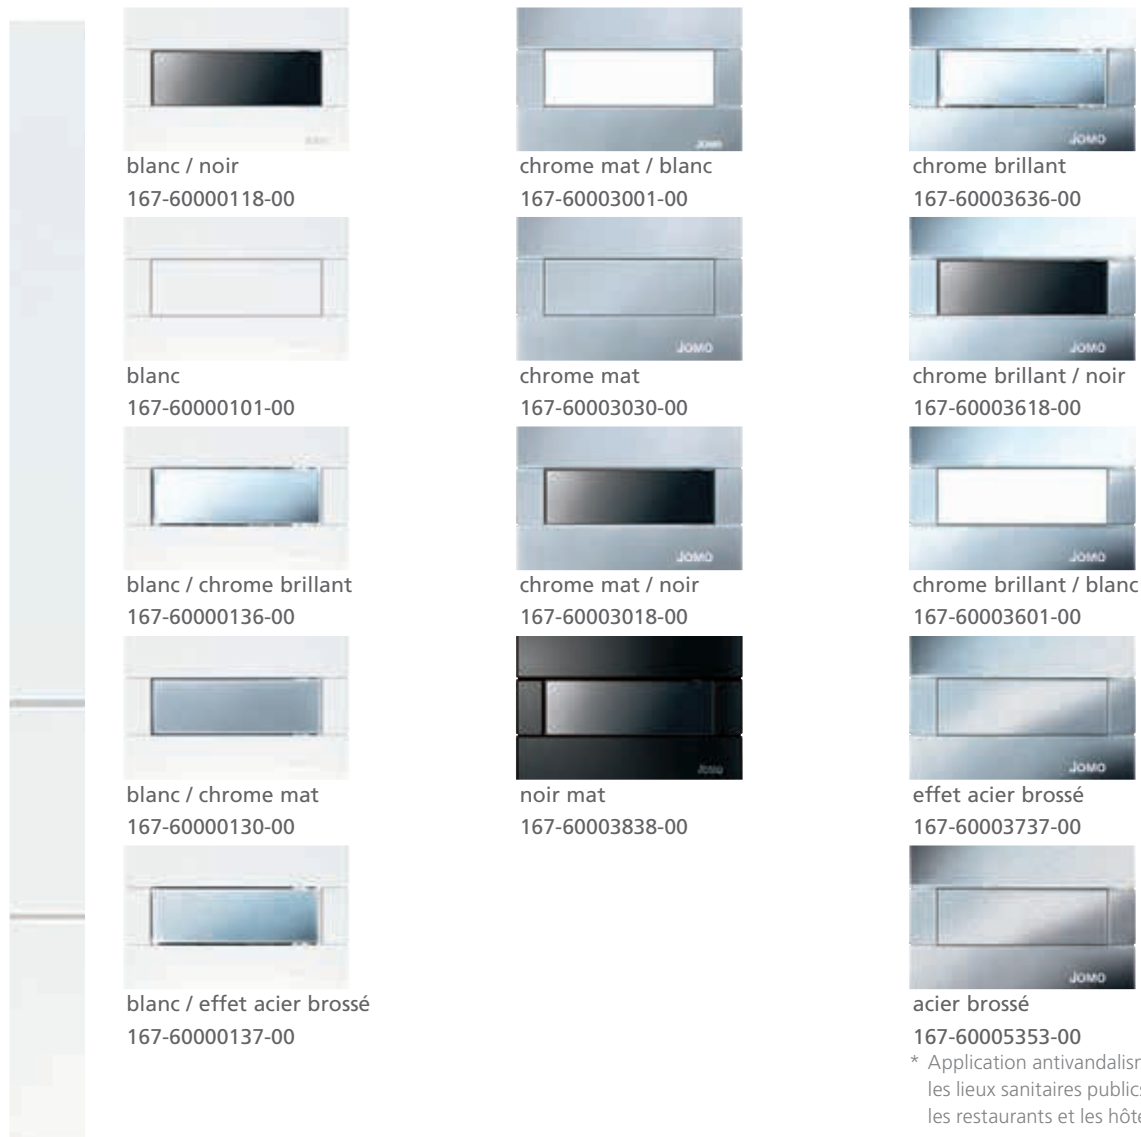 JOMO
blanc / noir
167-60000118-00
blanc
167-60000101-00
blanc / chrome brillant
167-60000136-00
blanc / chrome mat
167-60000130-00
blanc / effet acier brossé
167-60000137-00
JOMO
chrome mat / blanc
167-60003001-00
JOMO
chrome mat
167-60003030-00
JOMO
chrome mat / noir
167-60003018-00
JOMO
noir mat
167-60003838-00
JOMO
chrome brillant
167-60003636-00
JOMO
chrome brillant / noir
167-60003618-00
JOMO
chrome brillant / blanc
167-60003601-00
JOMO
effet acier brossé
167-60003737-00
JOMO
acier brossé
167-60005353-00
* Application antivandalis
les lieux sanitaires publics
les restaurants et les hôte